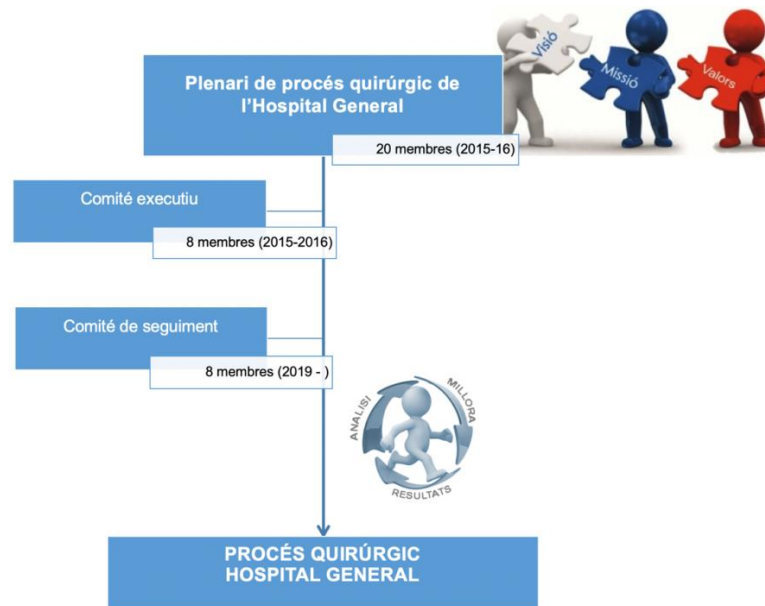 Visió
Missió
Valors
Plenari de procés quirúrgic de
l’Hospital General
20 membres (2015-16)
Comité executiu
8 membres (2015-2016)
Comité de seguiment
8 membres (2019 - )
ANALISI
MILLORA
RESULTATS
PROCÉS QUIRÚRGIC
HOSPITAL GENERAL